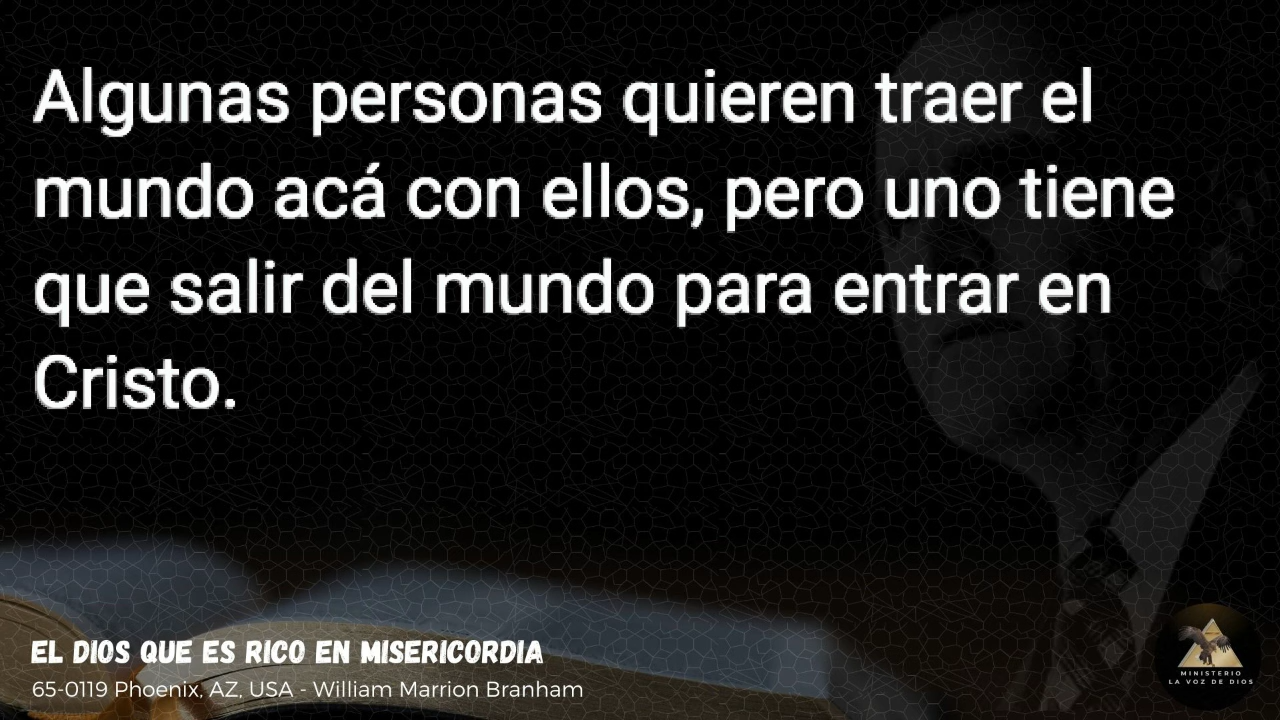 Algunas personas quieren traer el
mundo acá con ellos, pero uno tiene
que salir del mundo para entrar en
Cristo.
EL DIOS QUE ES RICO EN MISERICORDIA
65-0119 Phoenix, AZ, USA - William Marrion Branham
MINISTERIO
LA VOZ DE DIOS